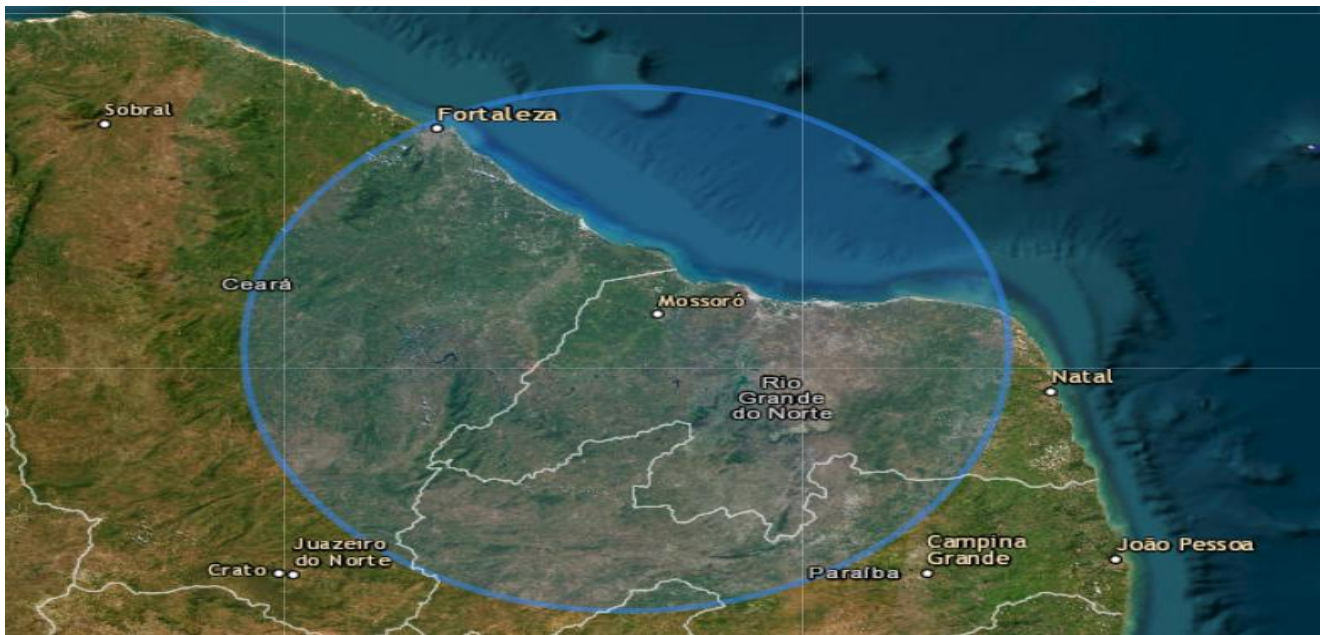 Sobral
Fortaleza
Ceará
Mossoró
Rio
Grande
do Norte
Natal
Juazeiro
do Norte
Crato
Campina
Grande
Paraíba
João Pessoa